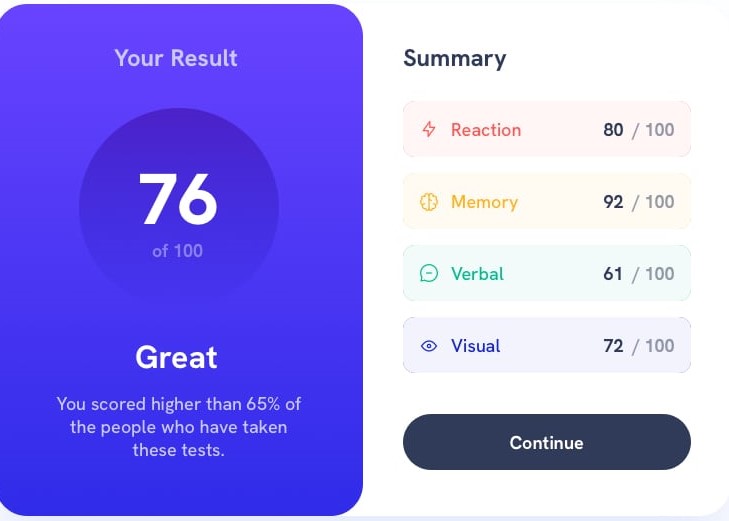 Your Result
76
of 100
Great
You scored higher than 65% of
the people who have taken
these tests.
Summary
Reaction 80 / 100
Memory 92 / 100
Verbal 61 / 100
Visual 72 / 100
Continue